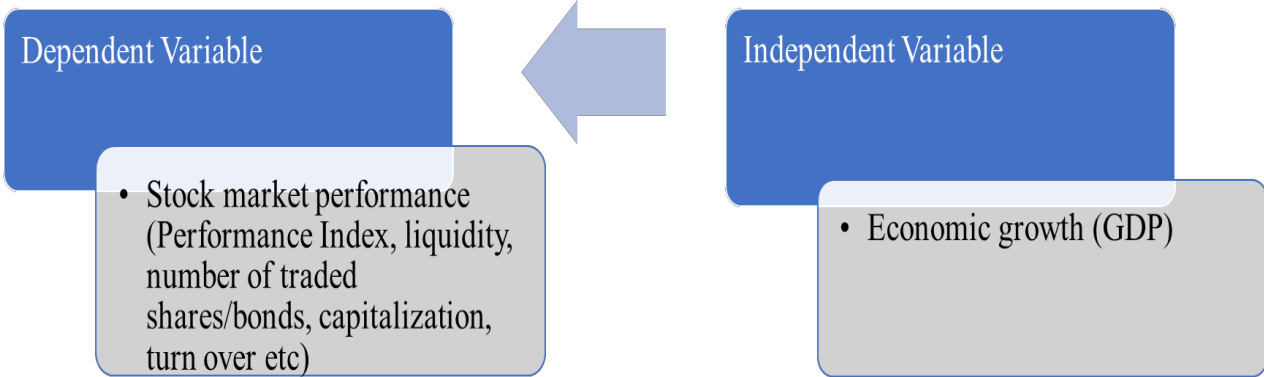 Dependent Variable
• Stock market performance
(Performance Index, liquidity,
number of traded
shares/bonds, capitalization,
turn over etc)
Independent Variable
• Economic growth (GDP)